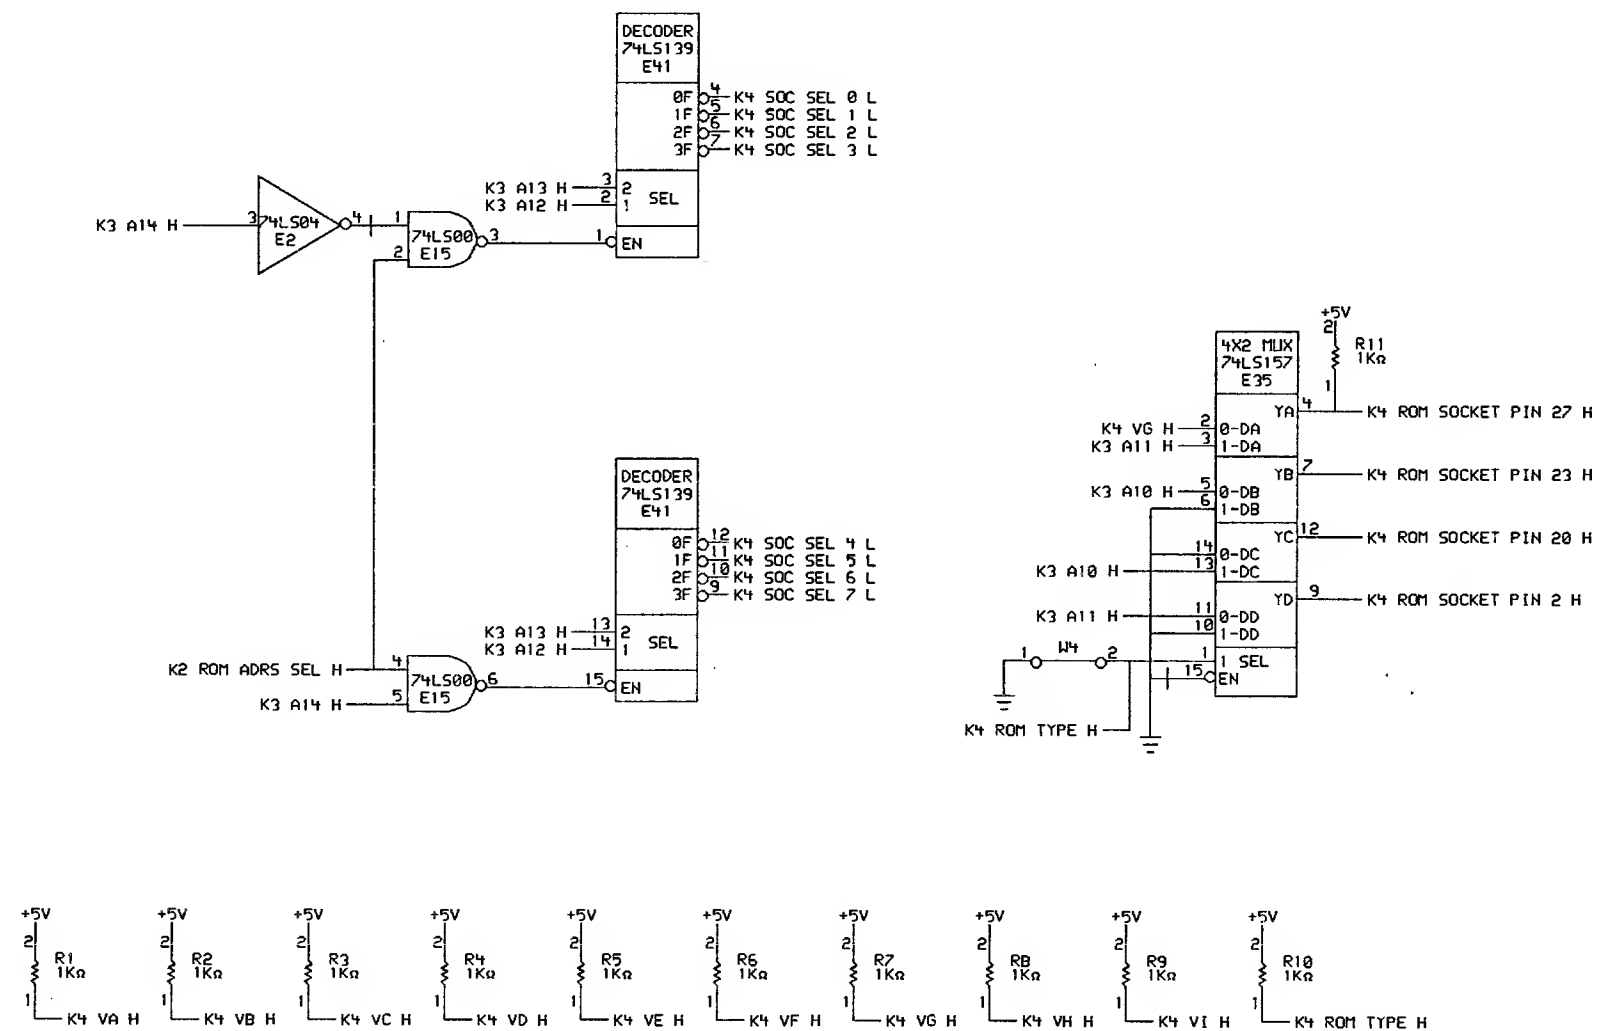 DECODER
74LS139
E41
0F 4 K4 SOC SEL 0 L
1F 5 K4 SOC SEL 1 L
2F 6 K4 SOC SEL 2 L
3F 7 K4 SOC SEL 3 L
K3 A13 H 3 2 SEL
K3 A12 H 2 1
1 EN
K3 A14 H 3 74LS04 4 1 74LS00 3
E2 2 E15
DECODER
74LS139
E41
0F 12 K4 SOC SEL 4 L
1F 11 K4 SOC SEL 5 L
2F 10 K4 SOC SEL 6 L
3F 9 K4 SOC SEL 7 L
K3 A13 H 13 2 SEL
K3 A12 H 14 1
15 EN
K2 ROM ADRS SEL H 4 74LS00 6
K3 A14 H 5 E15
+5V
2
R11
1KΩ
1
4X2 MUX
74LS157
E35
YA 4 K4 ROM SOCKET PIN 27 H
K4 VG H 2 0-DA
K3 A11 H 3 1-DA
YB 7 K4 ROM SOCKET PIN 23 H
K3 A10 H 5 0-DB
6 1-DB
YC 12 K4 ROM SOCKET PIN 20 H
14 0-DC
K3 A10 H 13 1-DC
YD 9 K4 ROM SOCKET PIN 2 H
K3 A11 H 11 0-DD
10 1-DD
1 W4 2 1 1 SEL
15 EN
K4 ROM TYPE H
+5V +5V +5V +5V +5V +5V +5V +5V +5V +5V
2 2 2 2 2 2 2 2 2 2
R1 R2 R3 R4 R5 R6 R7 R8 R9 R10
1KΩ 1KΩ 1KΩ 1KΩ 1KΩ 1KΩ 1KΩ 1KΩ 1KΩ 1KΩ
1 1 1 1 1 1 1 1 1 1
K4 VA H K4 VB H K4 VC H K4 VD H K4 VE H K4 VF H K4 VG H K4 VH H K4 VI H K4 ROM TYPE H